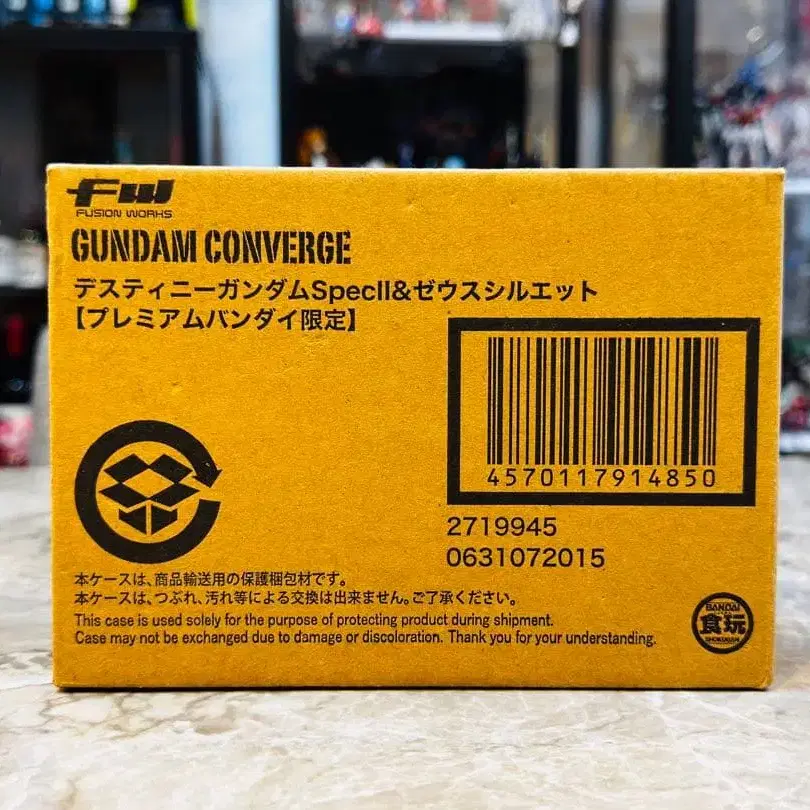 FW
FUSION WORKS
GUNDAM CONVERGE
デスティニーガンダムSpecII&ゼウスシルエット
【プレミアムバンダイ限定】
4570117914850
2719945
0631072015
本ケースは、商品輸送用の保護梱包材です。
本ケースは、つぶれ、汚れ等による交換は出来ません。ご了承ください。
This case is used solely for the purpose of protecting product during shipment.
Case may not be exchanged due to damage or discoloration. Thank you for your understanding.
BANDAI
食玩
SHOKUGAN